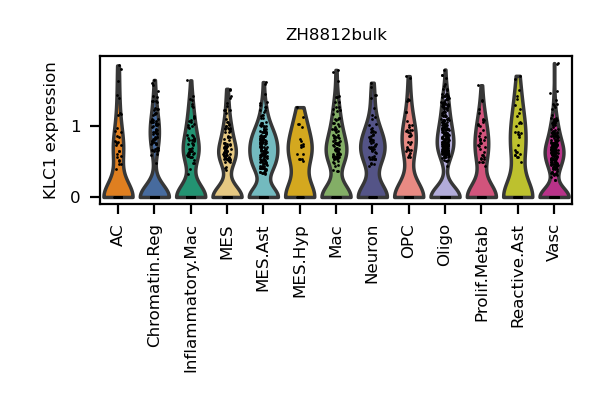 ZH8812bulk
KLC1 expression
1
0
AC
Chromatin.Reg
Inflammatory.Mac
MES
MES.Ast
MES.Hyp
Mac
Neuron
OPC
Oligo
Prolif.Metab
Reactive.Ast
Vasc